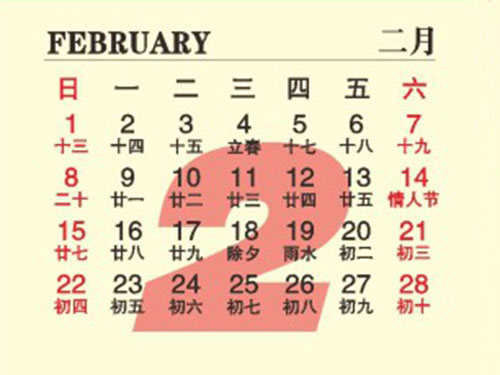 FEBRUARY 二月
日 一 二 三 四 五 六
1 2 3 4 5 6 7
十三 十四 十五 立春 十七 十八 十九
8 9 10 11 12 13 14
二十 廿一 廿二 廿三 廿四 廿五 情人节
15 16 17 18 19 20 21
廿七 廿八 廿九 除夕 雨水 初二 初三
22 23 24 25 26 27 28
初四 初五 初六 初七 初八 初九 初十
2